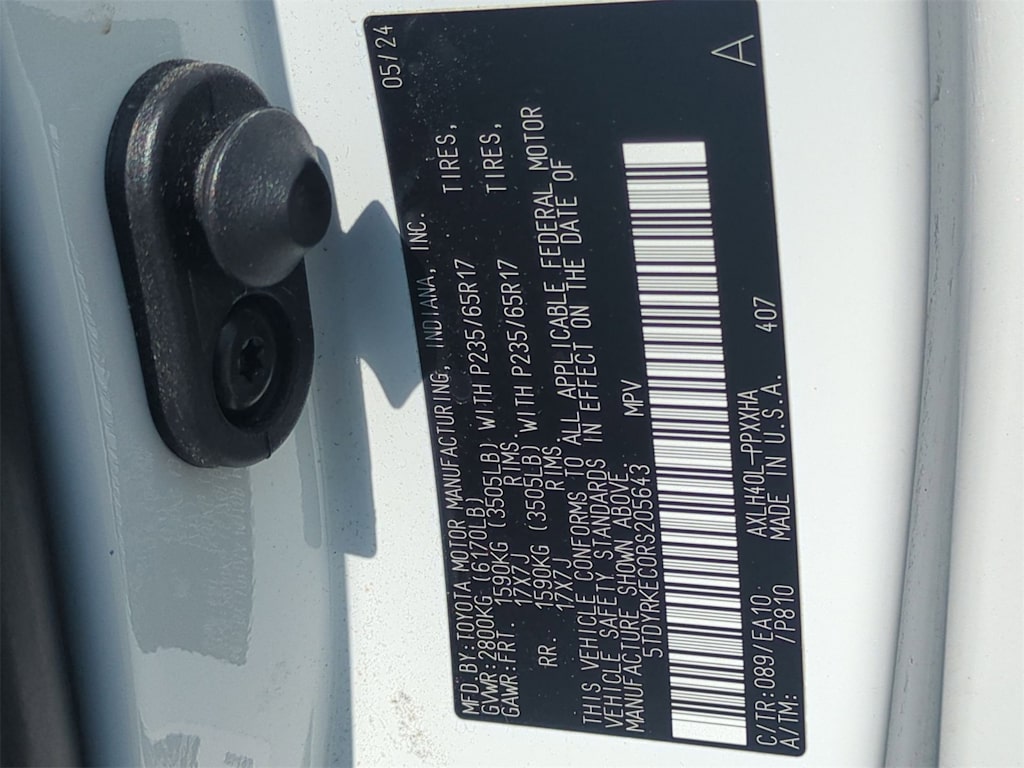 MFD.BY:TOYOTA MOTOR MANUFACTURING, INDIANA, INC. 05/24
GVWR:2800KG (6170LB)
GAWR:FRT. 1590KG (3505LB) WITH P235/65R17 TIRES,
17X7J RIMS.
RR. 1590KG (3505LB) WITH P235/65R17 TIRES,
17X7J RIMS.
THIS VEHICLE CONFORMS TO ALL APPLICABLE FEDERAL MOTOR
VEHICLE SAFETY STANDARDS IN EFFECT ON THE DATE OF
MANUFACTURE SHOWN ABOVE.
5TDYRKEC0RS205643 MPV
C/TR:089/EA10 AXLH40L-PPXXHA 407
A/TM: /P810 MADE IN U.S.A. A